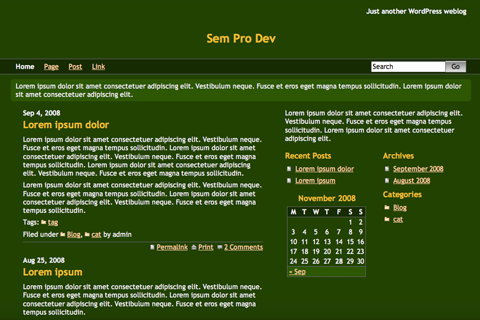 Just another WordPress weblog
Sem Pro Dev
Home Page Post Link
Search Go
Lorem ipsum dolor sit amet consectetuer adipiscing elit. Vestibulum neque. Fusce et eros eget magna tempus sollicitudin. Lorem ipsum dolor sit amet consectetuer adipiscing elit.
Sep 4, 2008
Lorem ipsum dolor
Lorem ipsum dolor sit amet consectetuer adipiscing elit. Vestibulum neque.
Fusce et eros eget magna tempus sollicitudin. Lorem ipsum dolor sit amet
consectetuer adipiscing elit. Vestibulum neque. Fusce et eros eget magna
tempus sollicitudin. Lorem ipsum dolor sit amet consectetuer adipiscing
elit. Vestibulum neque. Fusce et eros eget magna tempus sollicitudin.
Lorem ipsum dolor sit amet consectetuer adipiscing elit. Vestibulum neque.
Fusce et eros eget magna tempus sollicitudin. Lorem ipsum dolor sit amet
consectetuer adipiscing elit. Vestibulum neque. Fusce et eros eget magna
tempus sollicitudin.
Tags: tag
Filed under Blog, cat by admin
Permalink Print 2 Comments
Aug 25, 2008
Lorem ipsum
Lorem ipsum dolor sit amet consectetuer adipiscing elit. Vestibulum neque.
Fusce et eros eget magna tempus sollicitudin. Lorem ipsum dolor sit amet
consectetuer adipiscing elit. Vestibulum neque. Fusce et eros eget magna
tempus sollicitudin.
Lorem ipsum dolor sit amet consectetuer
adipiscing elit. Vestibulum neque. Fusce et eros
eget magna tempus sollicitudin. Lorem ipsum
dolor sit amet consectetuer adipiscing elit.
Recent Posts
Lorem ipsum dolor
Lorem ipsum
November 2008
M T W T F S S
1 2
3 4 5 6 7 8 9
10 11 12 13 14 15 16
17 18 19 20 21 22 23
24 25 26 27 28 29 30
« Sep
Archives
September 2008
August 2008
Categories
Blog
cat